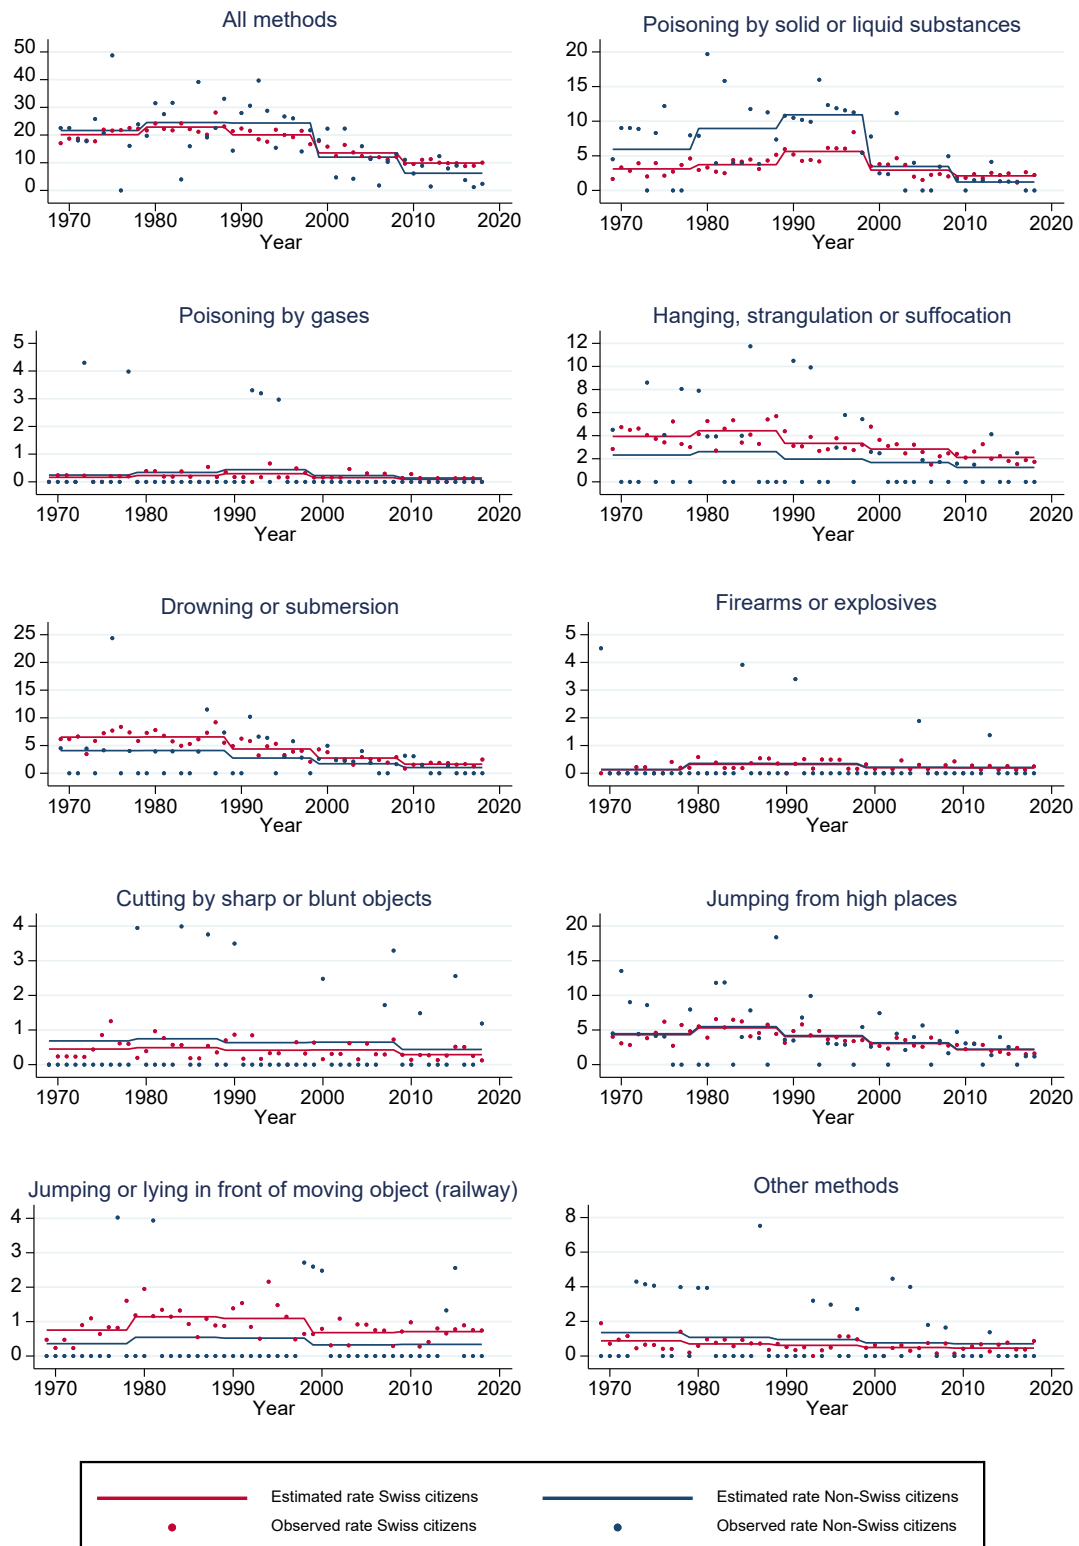 All methods
50
40
30
20
10
0
1970 1980 1990 2000 2010 2020
Year
Poisoning by solid or liquid substances
20
15
10
5
0
1970 1980 1990 2000 2010 2020
Year
Poisoning by gases
5
4
3
2
1
0
1970 1980 1990 2000 2010 2020
Year
Hanging, strangulation or suffocation
12
10
8
6
4
2
0
1970 1980 1990 2000 2010 2020
Year
Drowning or submersion
25
20
15
10
5
0
1970 1980 1990 2000 2010 2020
Year
Firearms or explosives
5
4
3
2
1
0
1970 1980 1990 2000 2010 2020
Year
Cutting by sharp or blunt objects
4
3
2
1
0
1970 1980 1990 2000 2010 2020
Year
Jumping from high places
20
15
10
5
0
1970 1980 1990 2000 2010 2020
Year
Jumping or lying in front of moving object (railway)
4
3
2
1
0
1970 1980 1990 2000 2010 2020
Year
Other methods
8
6
4
2
0
1970 1980 1990 2000 2010 2020
Year
Estimated rate Swiss citizens
Estimated rate Non-Swiss citizens
Observed rate Swiss citizens
Observed rate Non-Swiss citizens